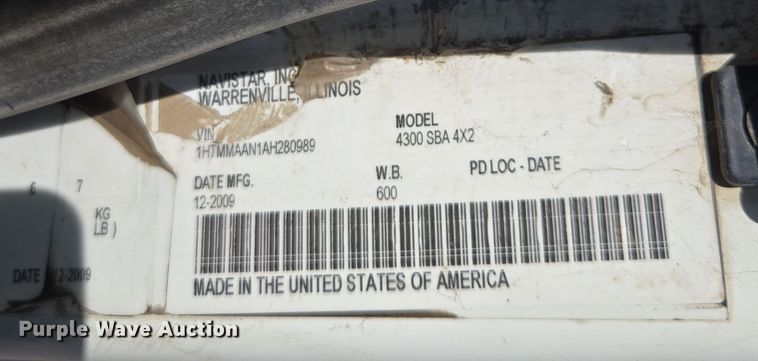 NAVISTAR, INC
WARRENVILLE, ILLINOIS
VIN
1HTMMAAN1AH280989
MODEL
4300 SBA 4X2
DATE MFG.
12-2009
W.B.
600
PD LOC - DATE
MADE IN THE UNITED STATES OF AMERICA
6 7
KG
LB )
DATE 12-2009
Purple Wave Auction